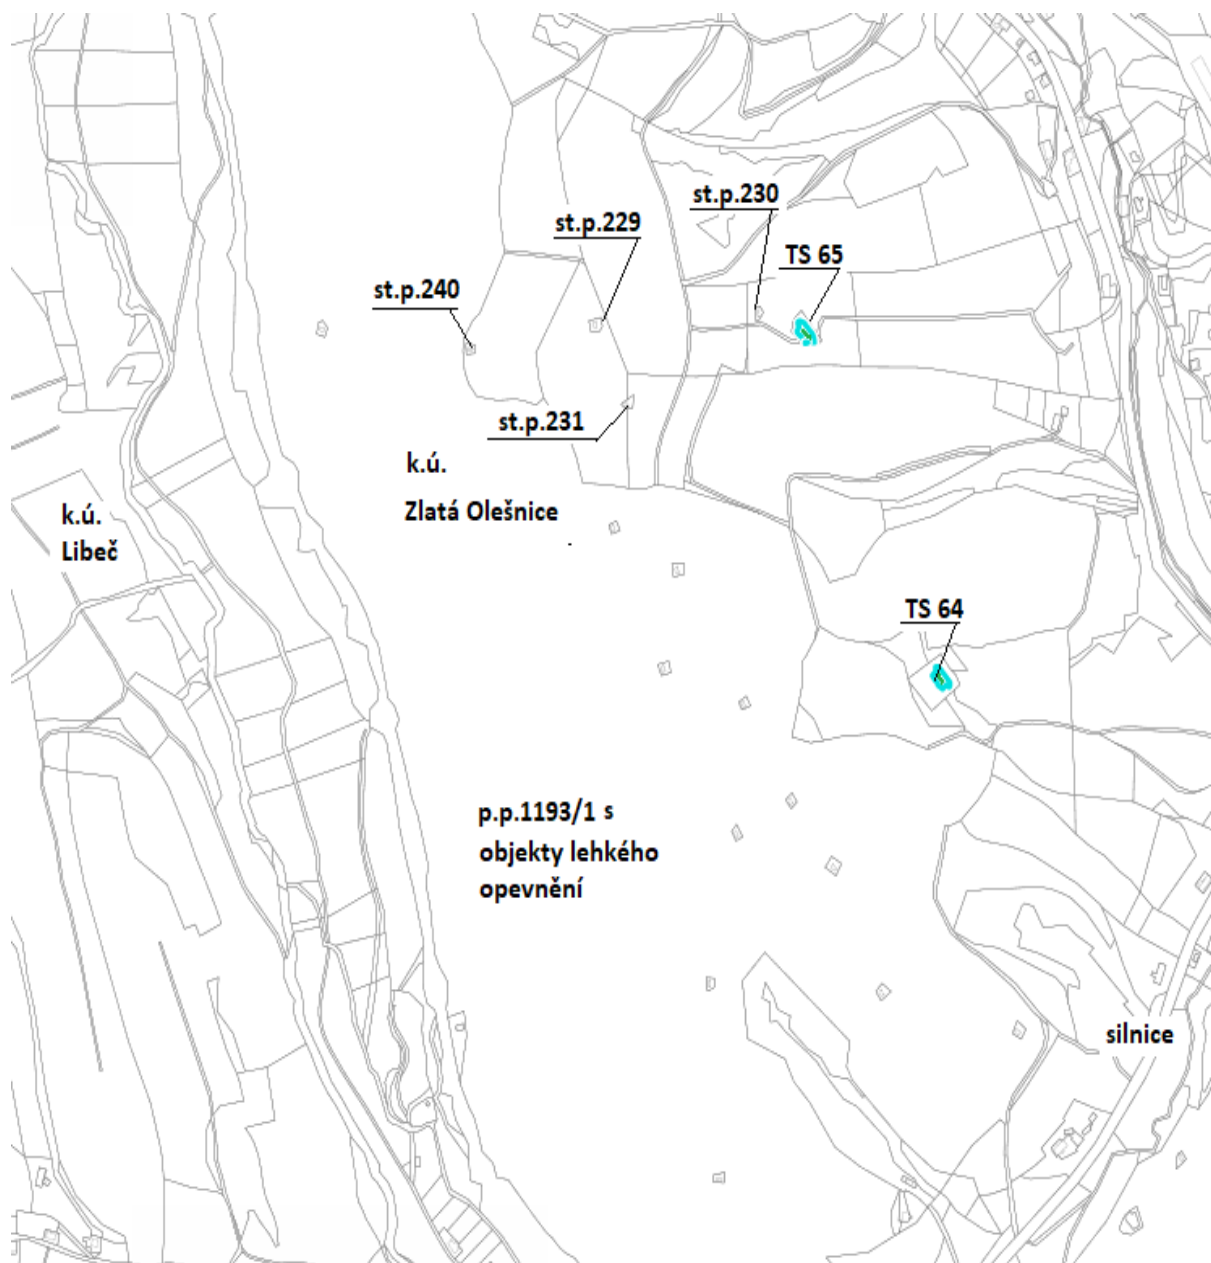 st.p.230
st.p.229
TS 65
st.p.240
st.p.231
k.ú.
Zlatá Olešnice
k.ú.
Libeč
TS 64
p.p.1193/1 s
objekty lehkého
opevnění
silnice